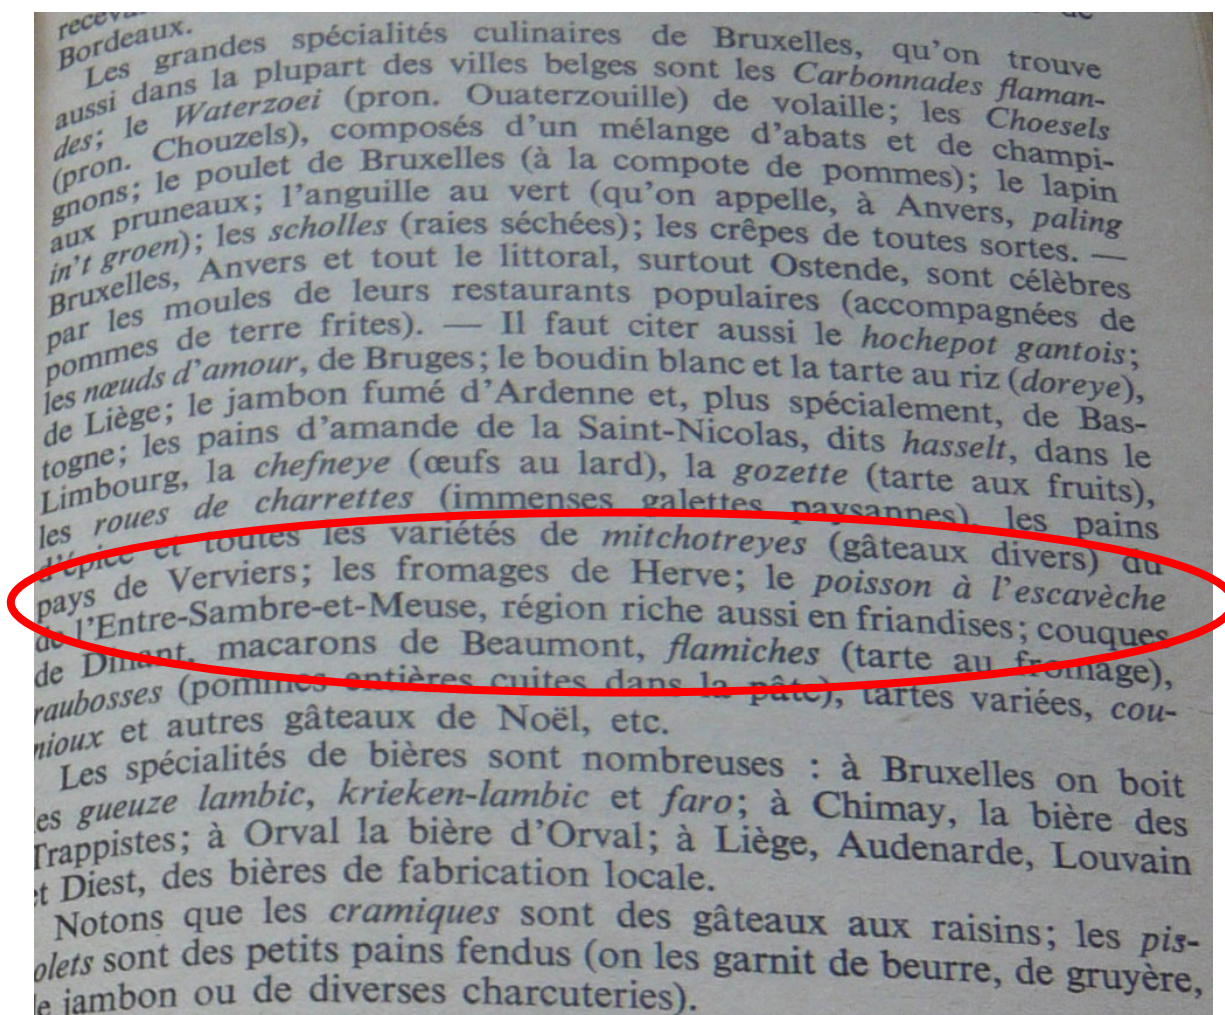 Bordeaux.
Les grandes spécialités culinaires de Bruxelles, qu'on trouve
aussi dans la plupart des villes belges sont les Carbonnades flaman-
des; le Waterzoei (pron. Ouaterzouille) de volaille; les Choesels
(pron. Chouzels), composés d'un mélange d'abats et de champi-
gnons; le poulet de Bruxelles (à la compote de pommes); le lapin
aux pruneaux; l'anguille au vert (qu'on appelle, à Anvers, paling
in't groen); les scholles (raies séchées); les crêpes de toutes sortes. —
Bruxelles, Anvers et tout le littoral, surtout Ostende, sont célèbres
par les moules de leurs restaurants populaires (accompagnées de
pommes de terre frites). — Il faut citer aussi le hochepot gantois;
les nœuds d'amour, de Bruges; le boudin blanc et la tarte au riz (doreye),
de Liège; le jambon fumé d'Ardenne et, plus spécialement, de Bas-
togne; les pains d'amande de la Saint-Nicolas, dits hasselt, dans le
Limbourg, la chefneye (œufs au lard), la gozette (tarte aux fruits),
les roues de charrettes (immenses galettes paysannes), les pains
d'épice et toutes les variétés de mitchotreyes (gâteaux divers) du
pays de Verviers; les fromages de Herve; le poisson à l'escavèche
de l'Entre-Sambre-et-Meuse, région riche aussi en friandises; couques
de Dinant, macarons de Beaumont, flamiches (tarte au fromage),
raubosses (pommes entières cuites dans la pâte), tartes variées, cou-
nioux et autres gâteaux de Noël, etc.
Les spécialités de bières sont nombreuses : à Bruxelles on boit
es gueuze lambic, krieken-lambic et faro; à Chimay, la bière des
Trappistes; à Orval la bière d'Orval; à Liège, Audenarde, Louvain
et Diest, des bières de fabrication locale.
Notons que les cramiques sont des gâteaux aux raisins; les pis-
olets sont des petits pains fendus (on les garnit de beurre, de gruyère,
e jambon ou de diverses charcuteries).